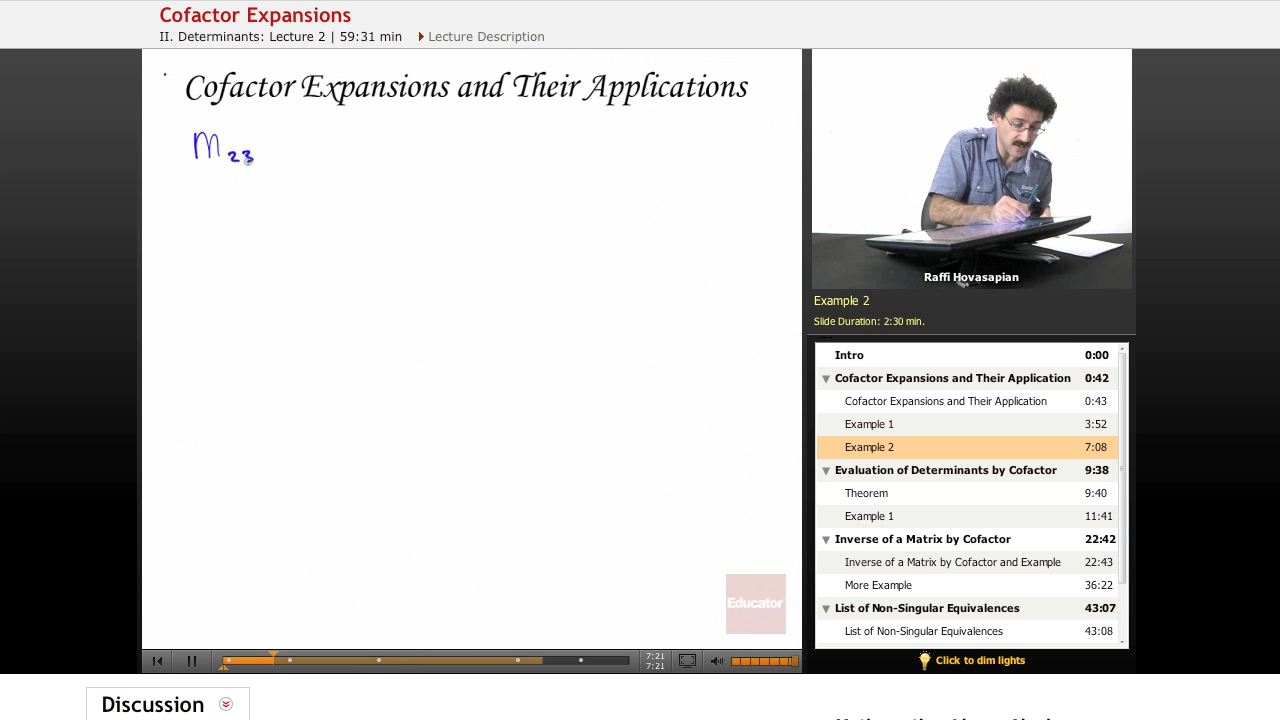 Cofactor Expansions
II. Determinants: Lecture 2 | 59:31 min
Lecture Description
Cofactor Expansions and Their Applications
M23
Educator
Raffi Hovasapian
Example 2
Slide Duration: 2:30 min.
Intro 0:00
Cofactor Expansions and Their Application 0:42
Cofactor Expansions and Their Application 0:43
Example 1 3:52
Example 2 7:08
Evaluation of Determinants by Cofactor 9:38
Theorem 9:40
Example 1 11:41
Inverse of a Matrix by Cofactor 22:42
Inverse of a Matrix by Cofactor and Example 22:43
More Example 36:22
List of Non-Singular Equivalences 43:07
List of Non-Singular Equivalences 43:08
7:21
7:21
Click to dim lights
Discussion